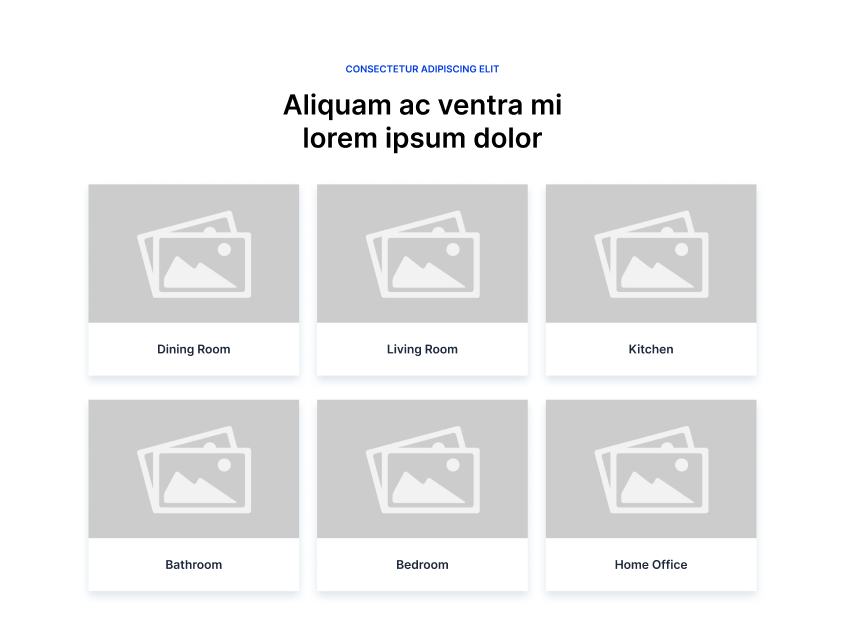 CONSECTETUR ADIPISCING ELIT
Aliquam ac ventra mi
lorem ipsum dolor
Dining Room
Living Room
Kitchen
Bathroom
Bedroom
Home Office